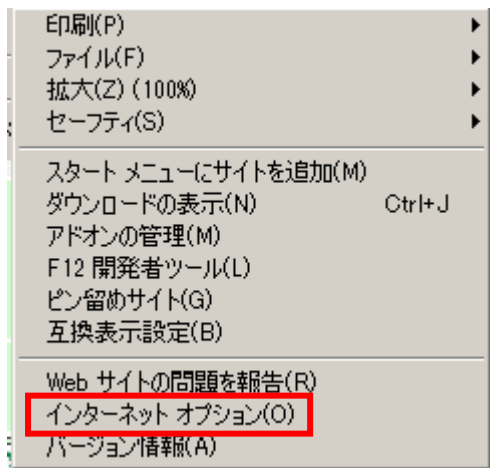 印刷(P)
ファイル(F)
拡大(Z) (100%)
セーフティ(S)
スタート メニューにサイトを追加(M)
ダウンロードの表示(N) Ctrl+J
アドオンの管理(M)
F12 開発者ツール(L)
ピン留めサイト(G)
互換表示設定(B)
Web サイトの問題を報告(R)
インターネット オプション(O)
バージョン情報(A)